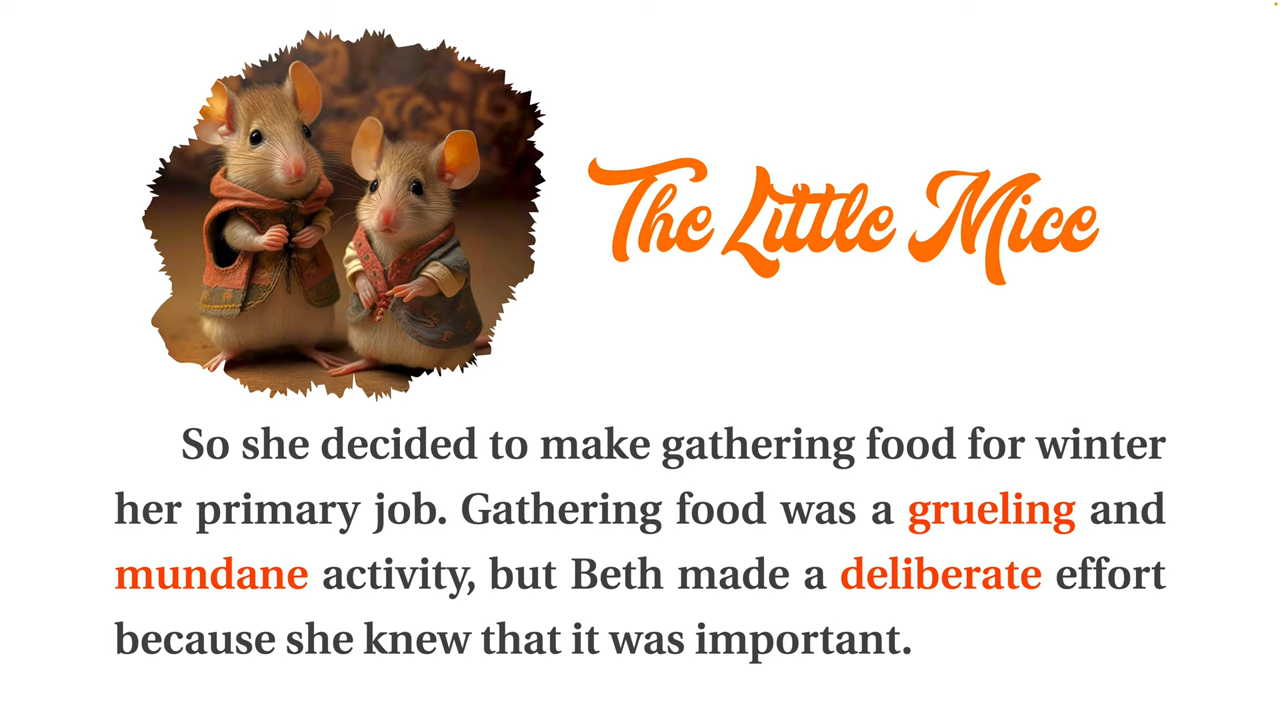 The Little Mice
So she decided to make gathering food for winter
her primary job. Gathering food was a grueling and
mundane activity, but Beth made a deliberate effort
because she knew that it was important.